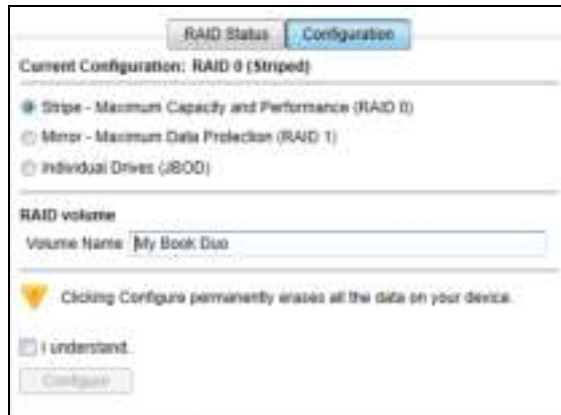 RAID Status Configuration
Current Configuration: RAID 0 (Striped)
Stripe - Maximum Capacity and Performance (RAID 0)
Mirror - Maximum Data Protection (RAID 1)
Individual Drives (JBOD)
RAID volume
Volume Name My Book Duo
Clicking Configure permanently erases all the data on your device.
I understand.
Configure